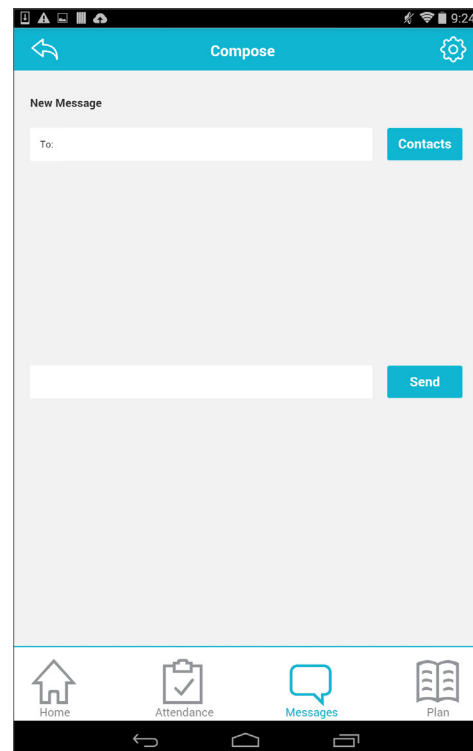 9:24
Compose
New Message
To:
Contacts
Send
Home Attendance Messages Plan